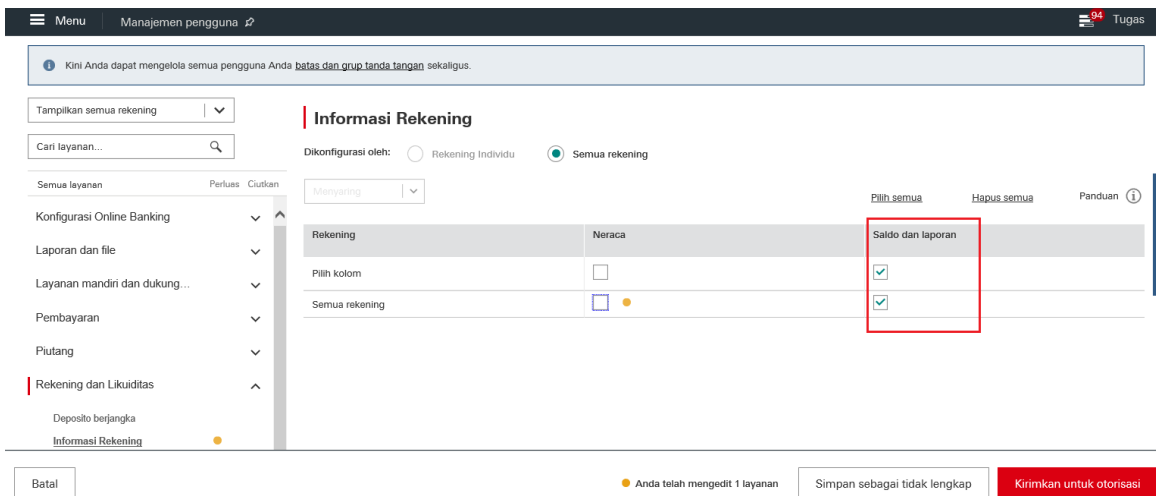 Menu Manajemen pengguna 94 Tugas
Kini Anda dapat mengelola semua pengguna Anda batas dan grup tanda tangan sekaligus.
Tampilkan semua rekening
Cari layanan...
Semua layanan Perluas Ciutkan
Konfigurasi Online Banking
Laporan dan file
Layanan mandiri dan dukung...
Pembayaran
Piutang
Rekening dan Likuiditas
Deposito berjangka
Informasi Rekening
Informasi Rekening
Dikonfigurasi oleh: Rekening Individu Semua rekening
Menyaring Pilih semua Hapus semua Panduan
Rekening Neraca Saldo dan laporan
Pilih kolom
Semua rekening
Batal Anda telah mengedit 1 layanan Simpan sebagai tidak lengkap Kirimkan untuk otorisasi